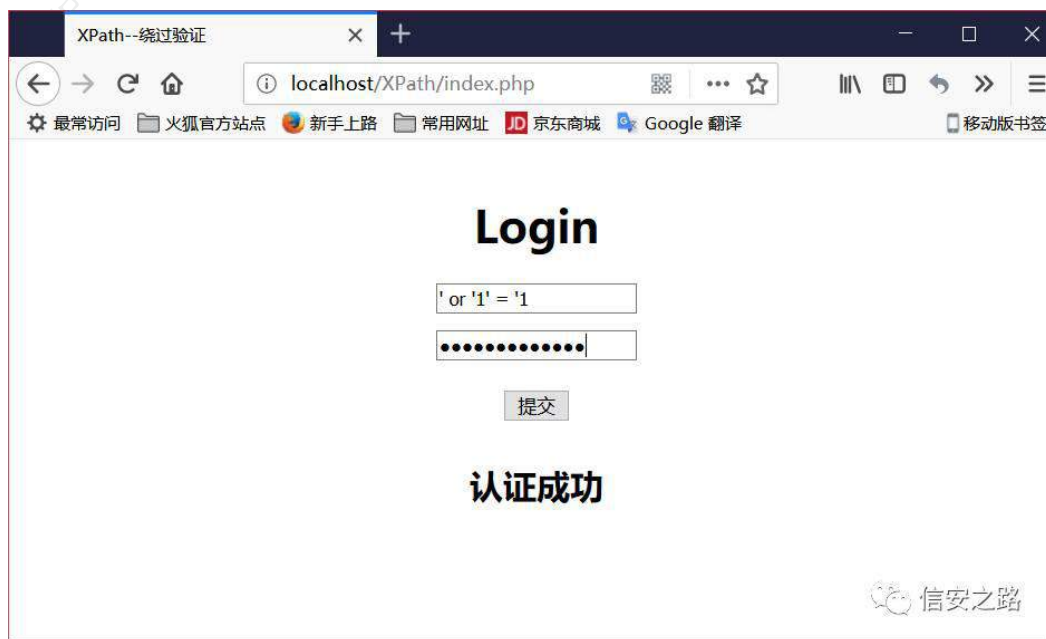 XPath--绕过验证
localhost/XPath/index.php
最常访问 火狐官方站点 新手上路 常用网址 JD 京东商城 Google 翻译 移动版书签
Login
' or '1' = '1
提交
认证成功
信安之路